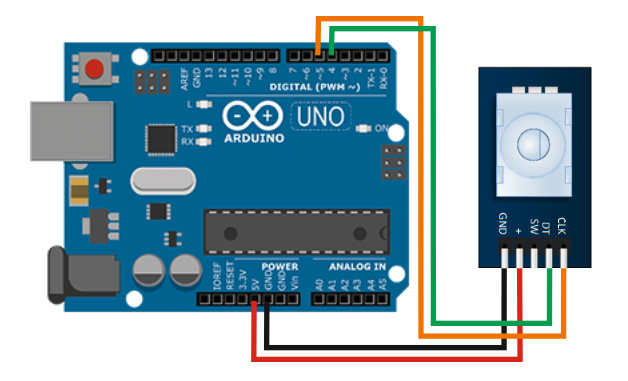 AREF
GND
13
12
~11
~10
~9
8
7
~6
~5
4
~3
2
TX-1
RX-0
DIGITAL (PWM ~)
L
TX
RX
ARDUINO
UNO
ON
POWER
ANALOG IN
IOREF
RESET
3.3V
5V
GND
GND
Vin
A0
A1
A2
A3
A4
A5
GND
+
SW
DT
CLK